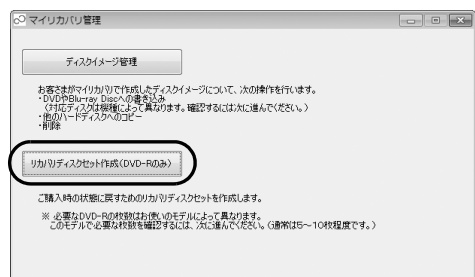 マイリカバリ管理
ディスクイメージ管理
お客さまがマイリカバリで作成したディスクイメージについて、次の操作を行います。
・DVDやBlu-ray Discへの書き込み
（対応ディスクは機種によって異なります。確認するには次に進んでください。）
・他のハードディスクへのコピー
・削除
リカバリディスクセット作成(DVD-Rのみ)
ご購入時の状態に戻すためのリカバリディスクセットを作成します。
※ 必要なDVD-Rの枚数はお使いのモデルによって異なります。
このモデルで必要な枚数を確認するには、次に進んでください。（通常は5～10枚程度です。）